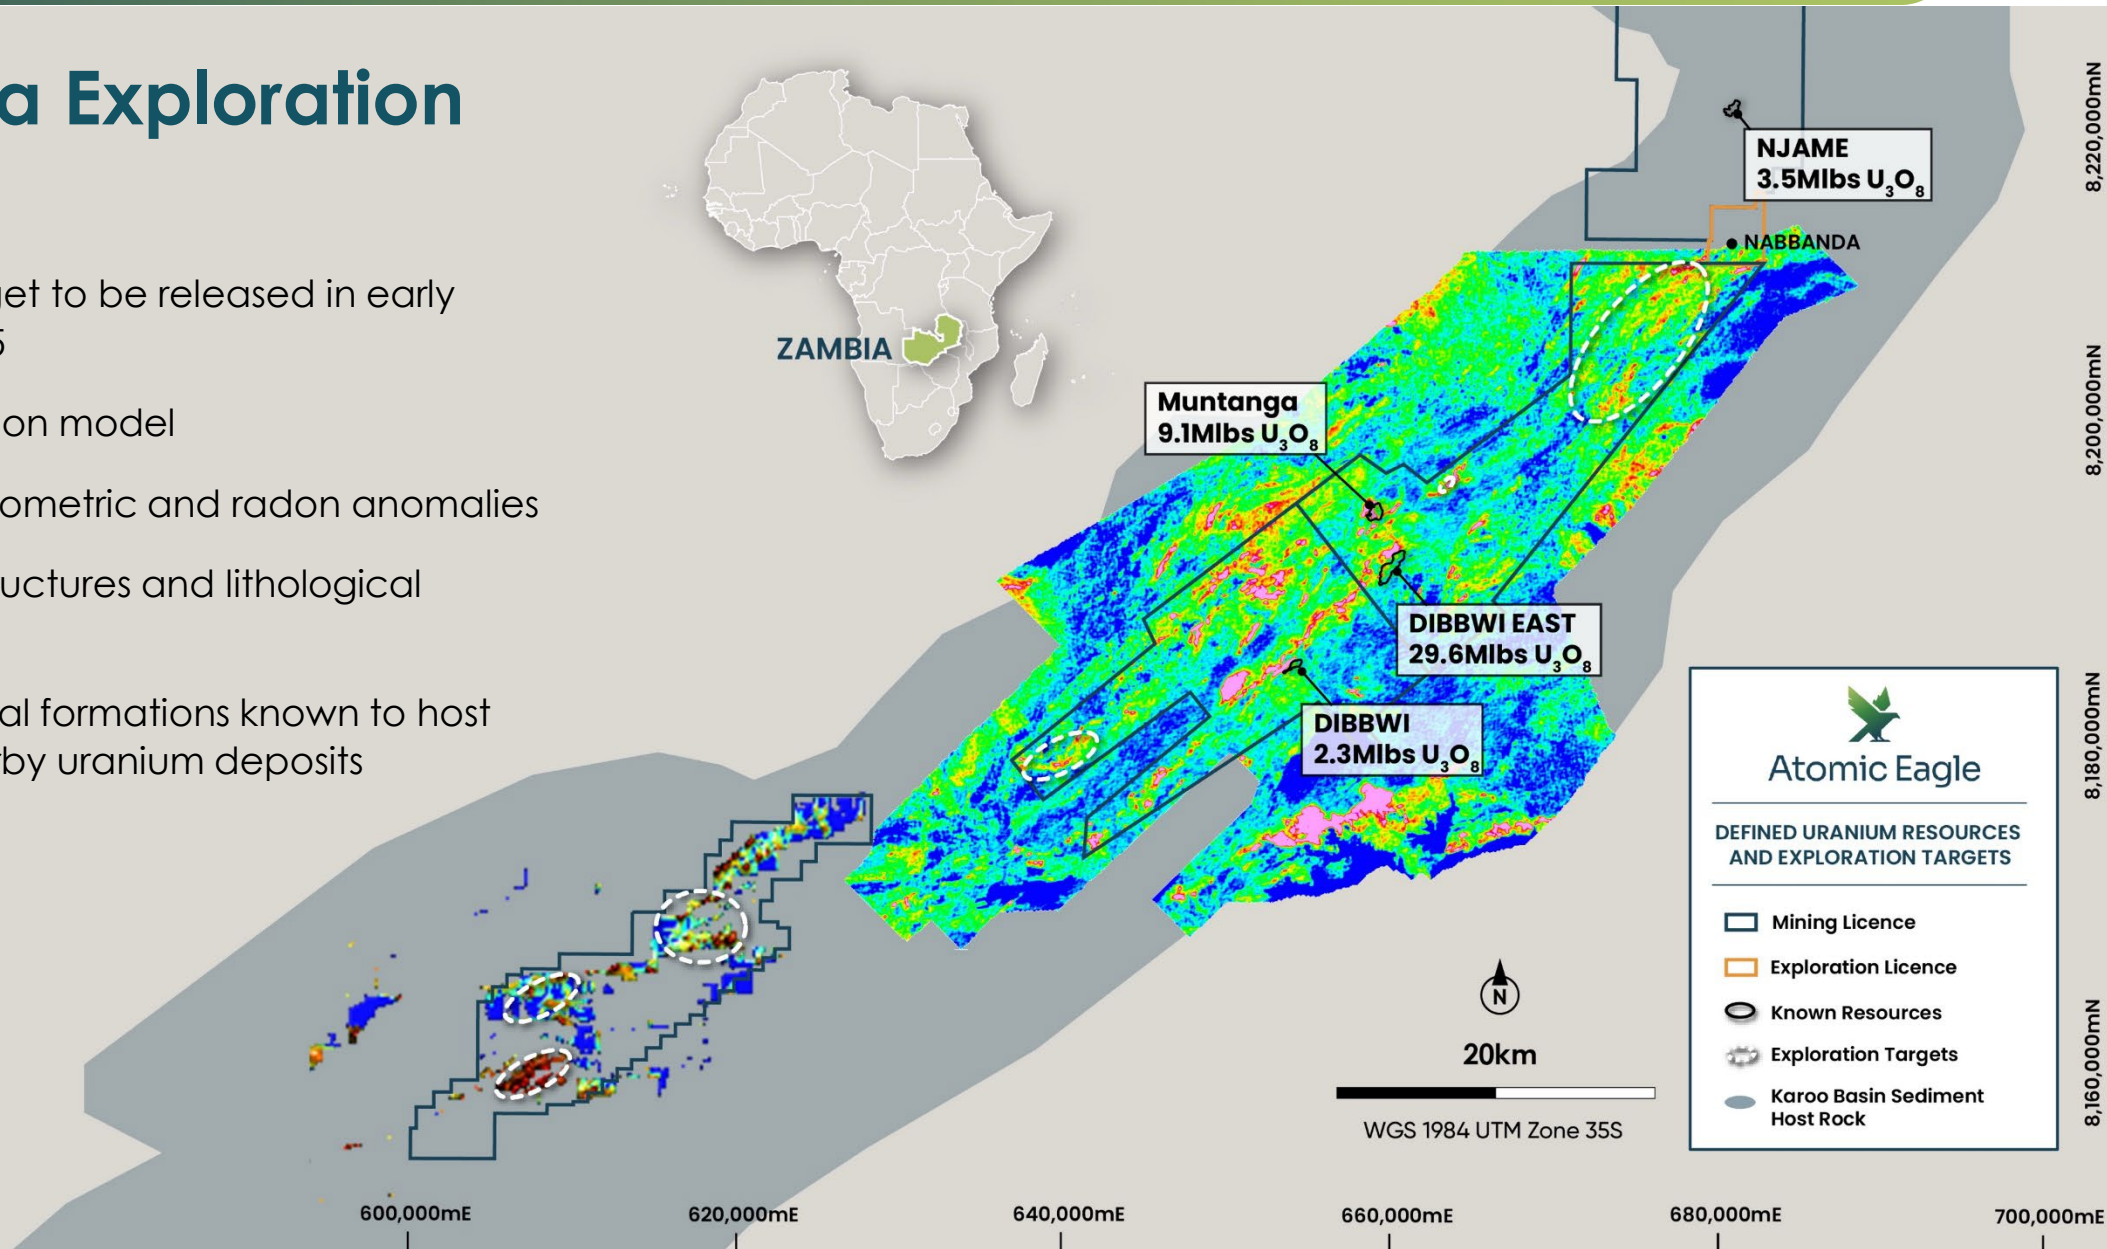 a Exploration
et to be released in early
5
on model
ometric and radon anomalies
uctures and lithological
al formations known to host
rby uranium deposits
ZAMBIA
NJAME
3.5Mlbs U₃O₈
NABBANDA
Muntanga
9.1Mlbs U₃O₈
DIBBWI EAST
29.6Mlbs U₃O₈
DIBBWI
2.3Mlbs U₃O₈
8,220,000mN
8,200,000mN
8,180,000mN
8,160,000mN
Atomic Eagle
DEFINED URANIUM RESOURCES
AND EXPLORATION TARGETS
Mining Licence
Exploration Licence
Known Resources
Exploration Targets
Karoo Basin Sediment
Host Rock
N
20km
WGS 1984 UTM Zone 35S
600,000mE
620,000mE
640,000mE
660,000mE
680,000mE
700,000mE